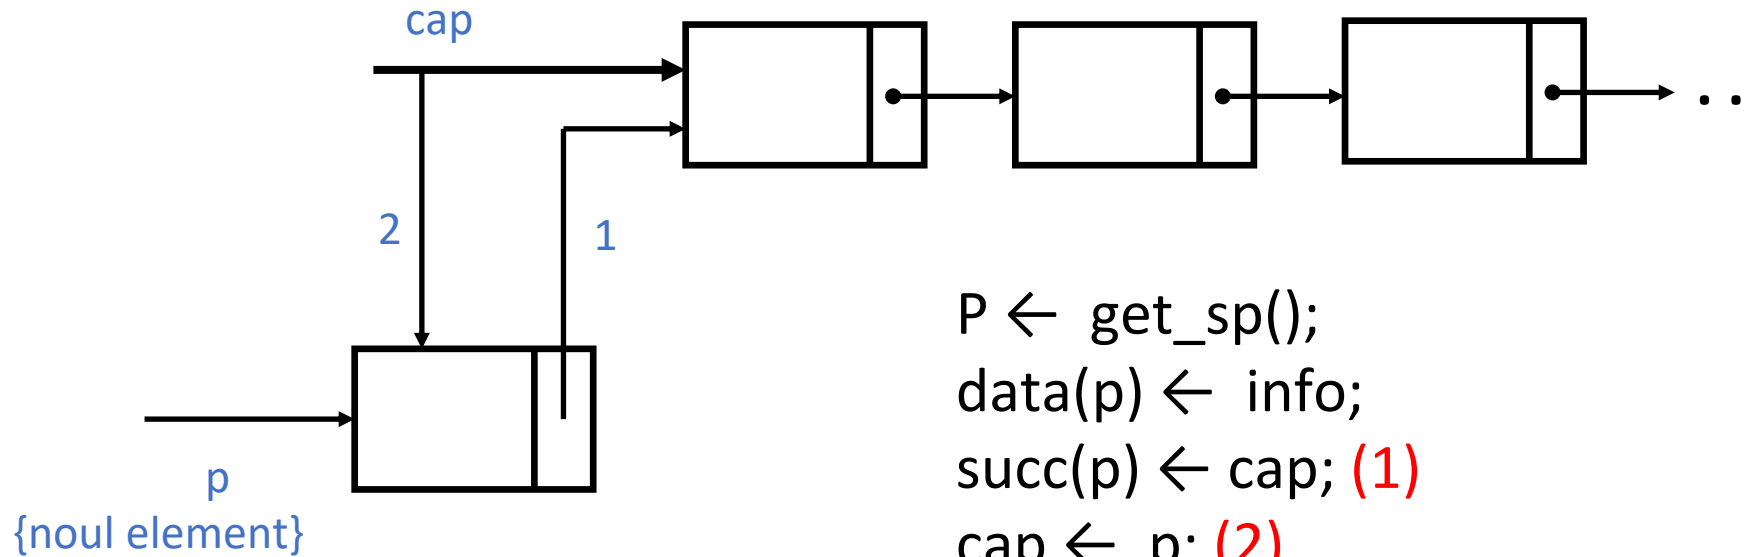 cap
. .
2
1
P ← get_sp();
data(p) ← info;
succ(p) ← cap; (1)
cap ← p; (2)
p
{noul element}